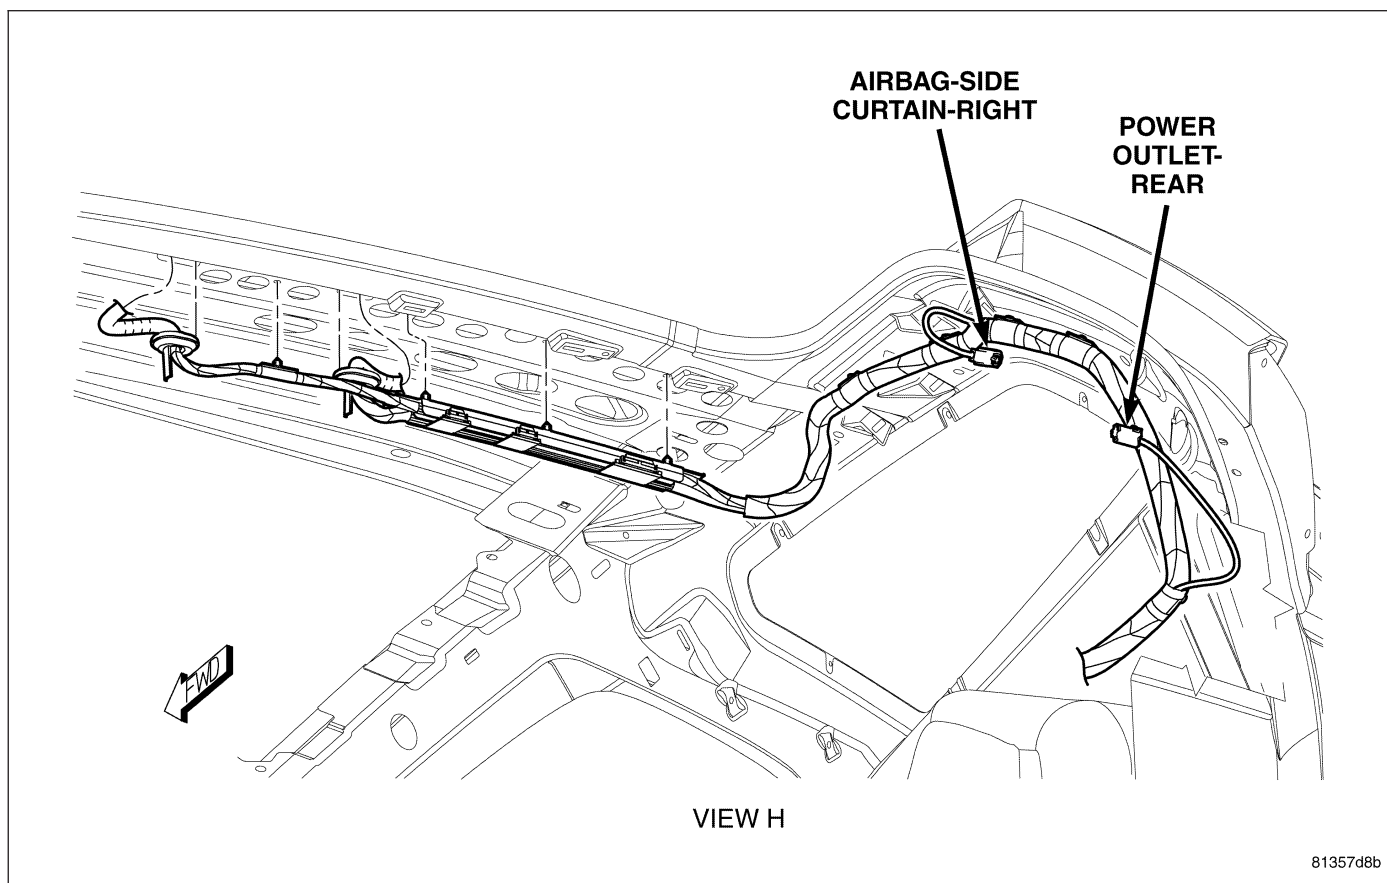 AIRBAG-SIDE
CURTAIN-RIGHT
POWER
OUTLET-
REAR
FWD
VIEW H
81357d8b